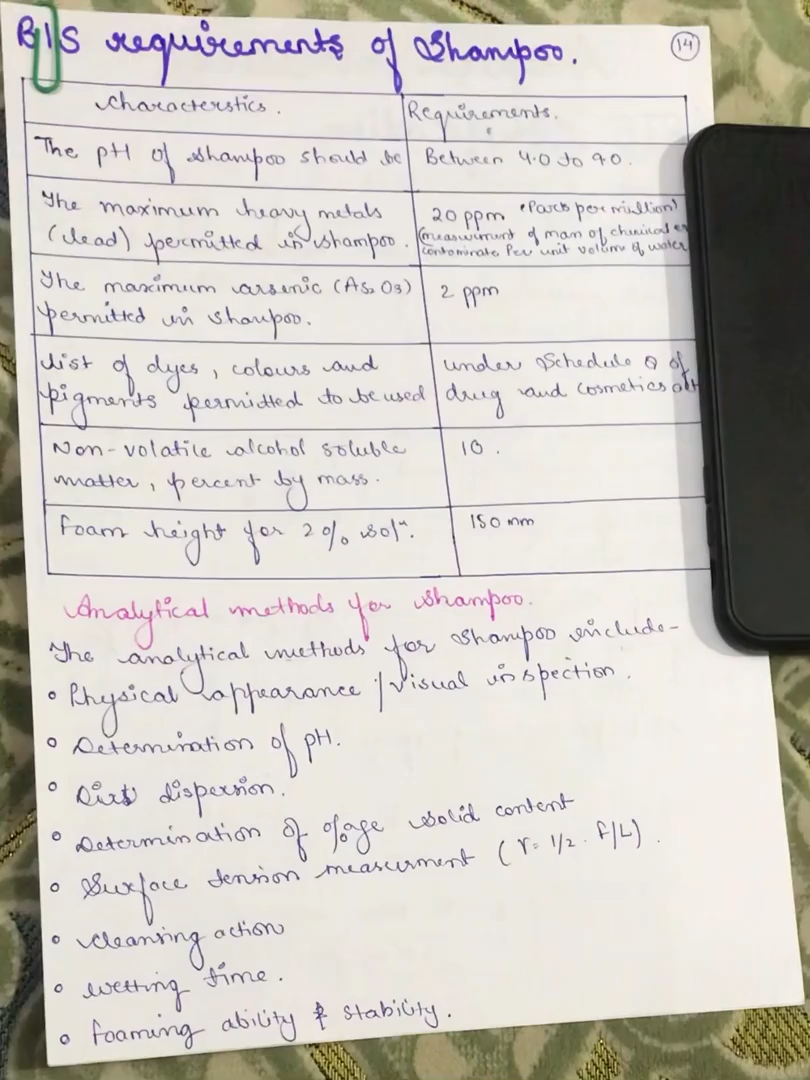 BIS requirements of Shampoo.
14
Characterstics.
Requirements.
The pH of shampoo should be
Between 4.0 to 9.0.
The maximum heavy metals
(lead) permitted in shampoo.
20 ppm (Parts per million)
(measurment of man of chemical or
contominate Per unit volume of water
The maximum arsenic (As2O3)
permitted in shampoo.
2 ppm
List of dyes, colours and
pigments permitted to be used
under Schedule Q of
drug and cosmetics act
Non-volatile alcohol soluble
matter, percent by mass.
10.
Foam height for 2% solⁿ.
150 mm
Analytical methods for shampoo.
The analytical methods for shampoo include-
• Physical appearance / visual inspection.
• Determination of pH.
• Dirt dispersion.
• Determination of %age solid content
• Surface tension measurment (r= 1/2. f/L).
• cleansing action
• wetting time.
• foaming ability & stability.